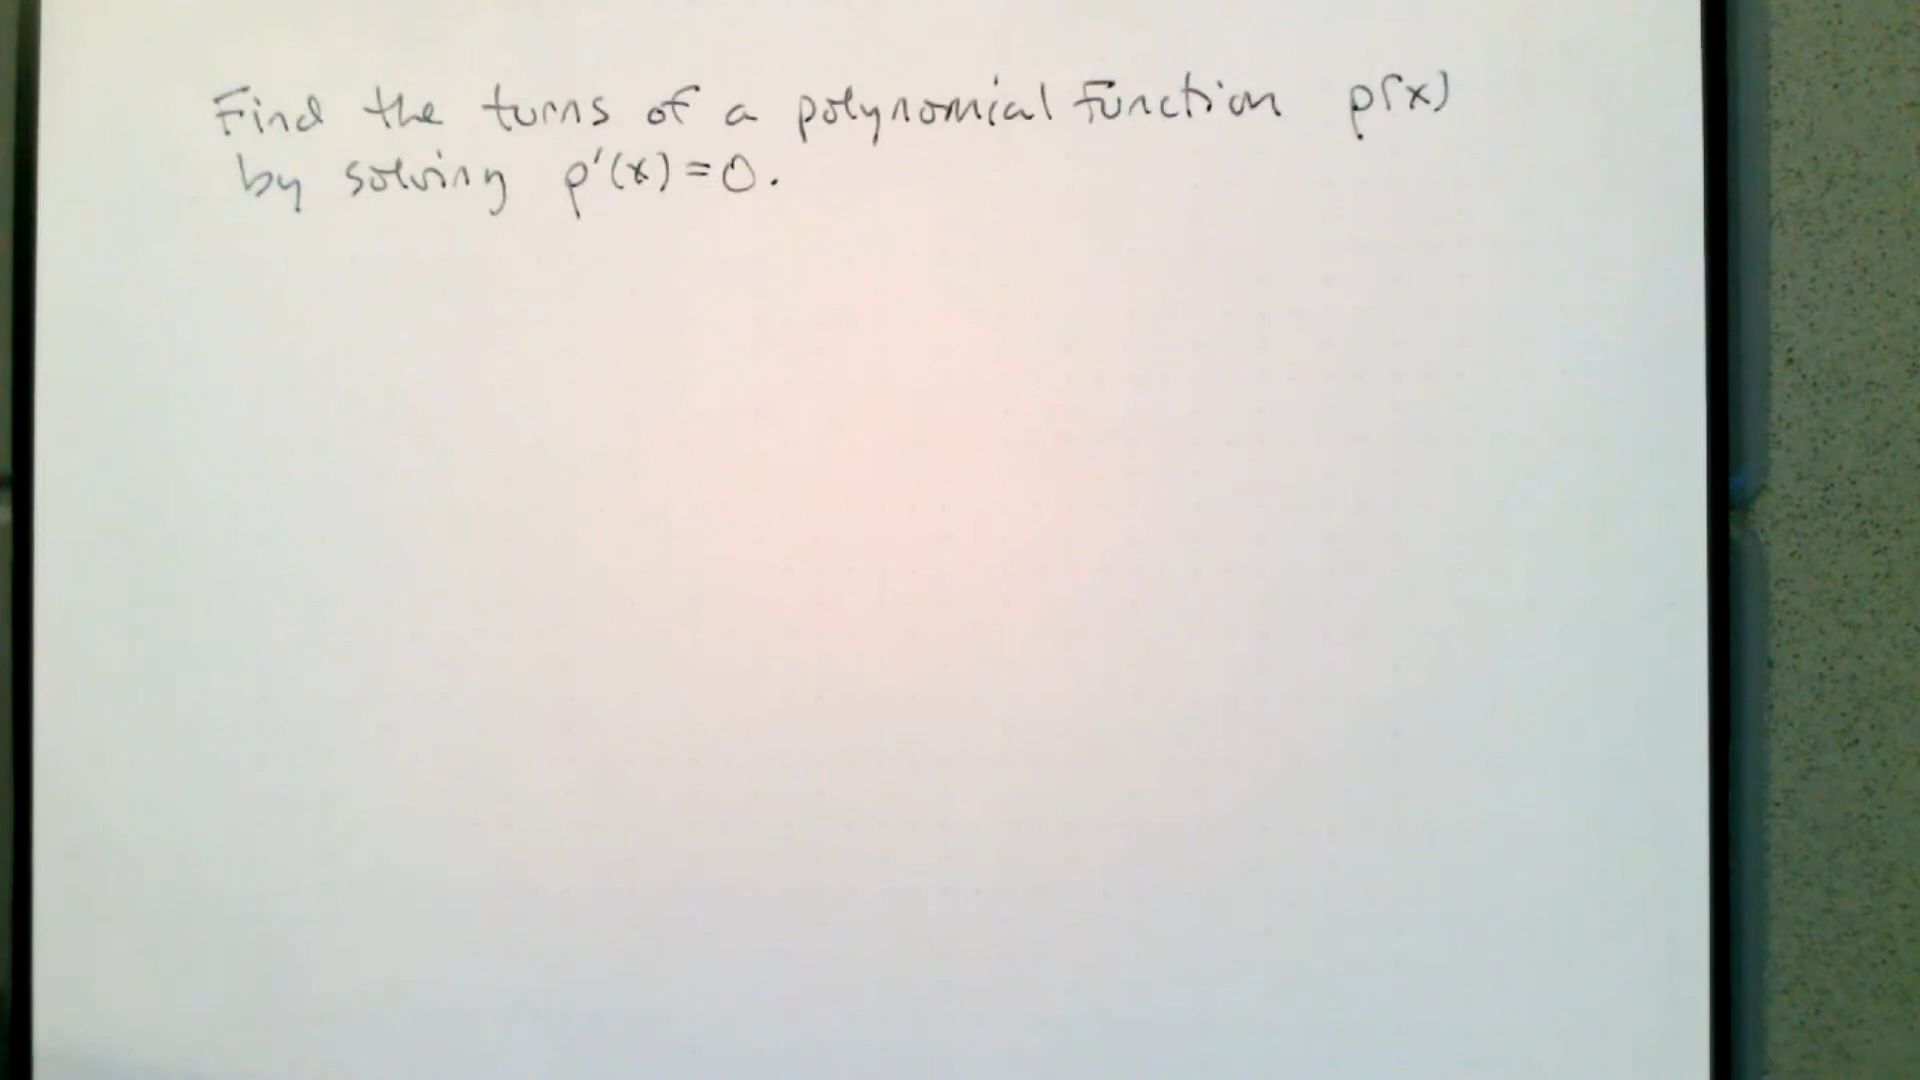 Find the turns of a polynomial function p(x)
by solving p'(x)=0.